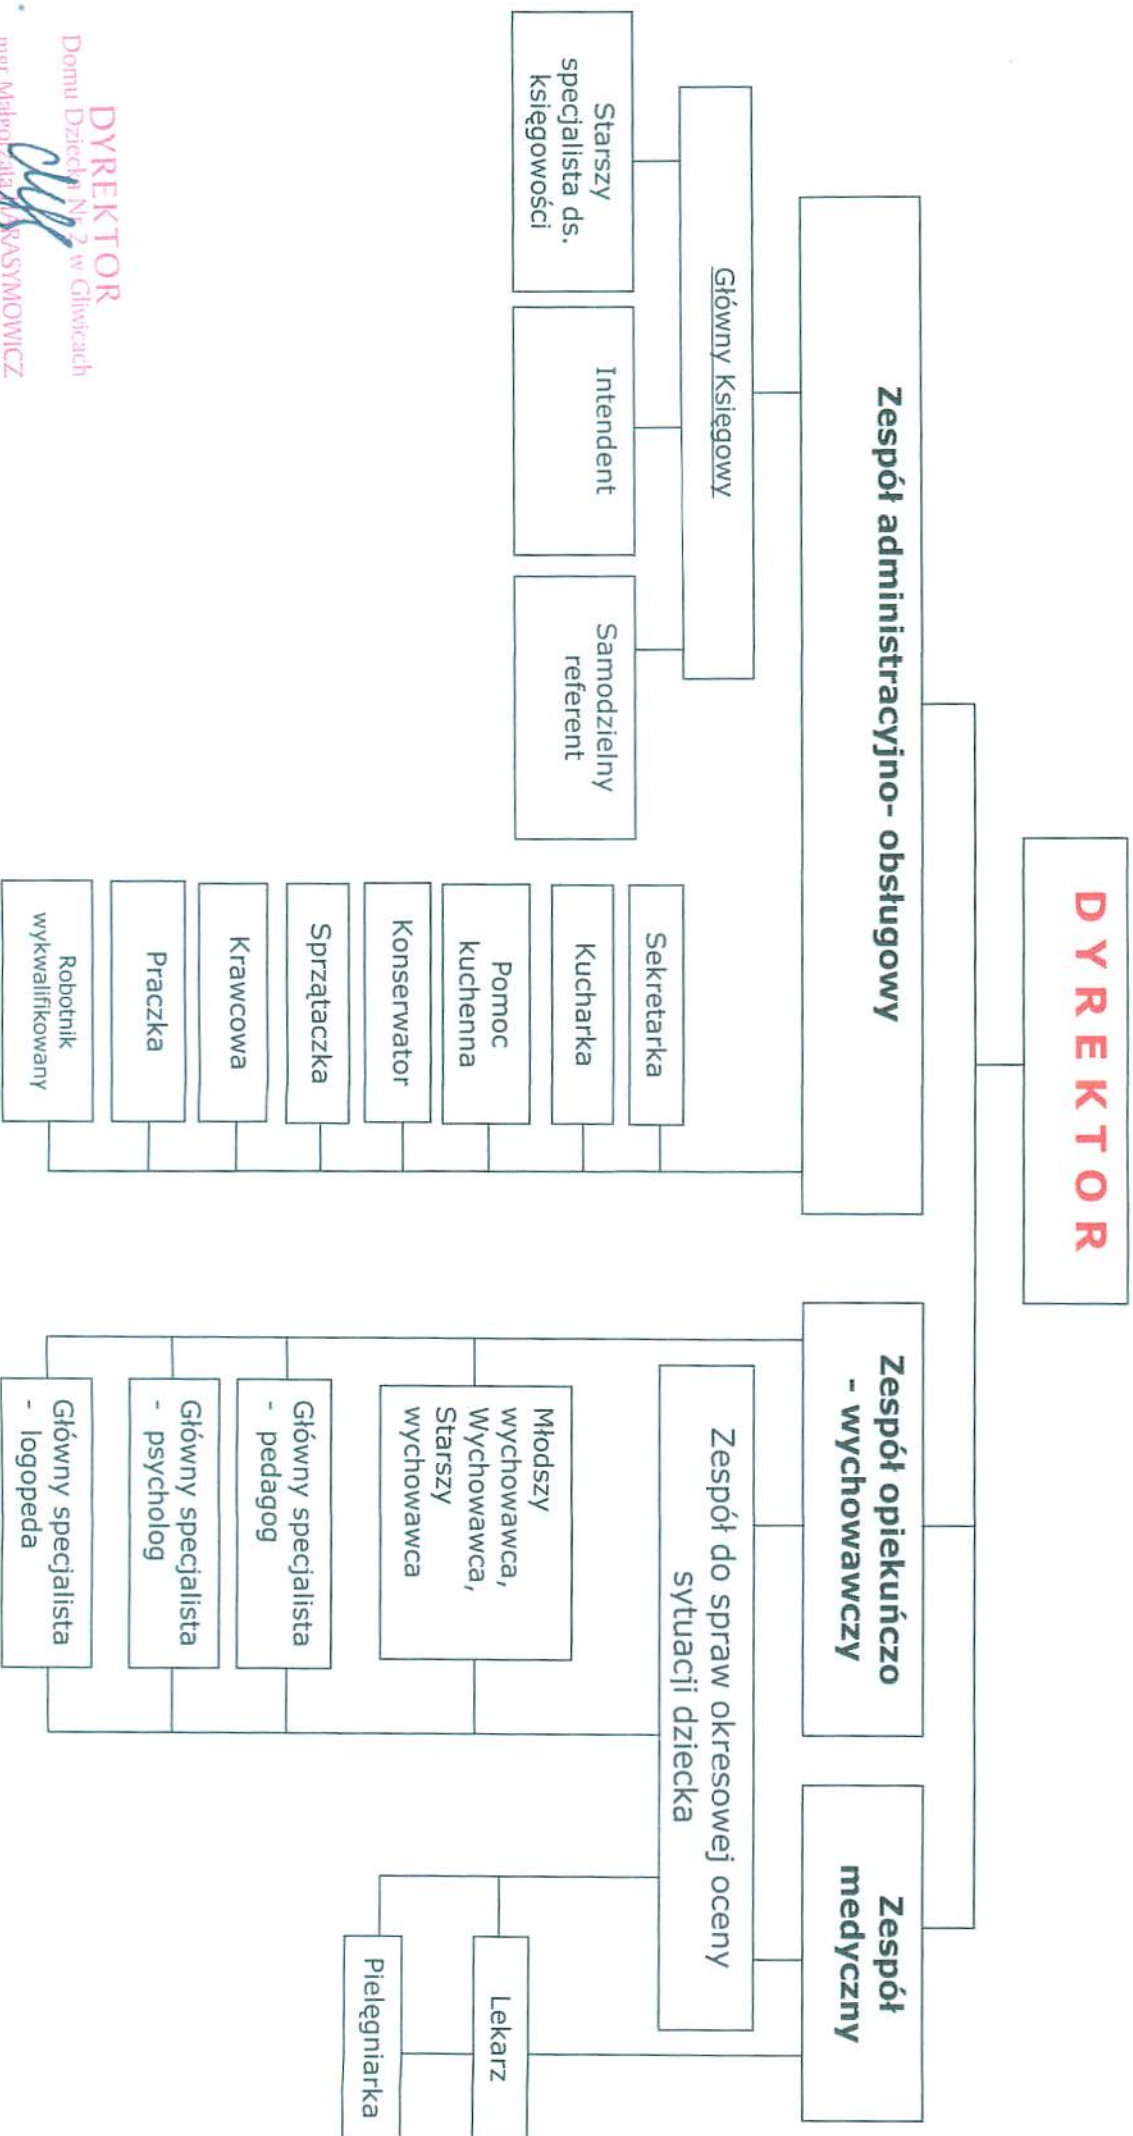 DYREKTOR
Zespół administracyjno- obsługowy
Zespół opiekuńczo
- wychowawczy
Zespół
medyczny
Główny Księgowy
Zespół do spraw okresowej oceny
sytuacji dziecka
Starszy
specjalista ds.
księgowości
Intendent
Samodzielny
referent
Sekretarka
Kucharka
Pomoc
kuchenna
Konserwator
Sprzątaczka
Krawcowa
Praczka
Robotnik
wykwalifikowany
Młodszy
wychowawca,
Wychowawca,
Starszy
wychowawca
Główny specjalista
- pedagog
Główny specjalista
- psycholog
Główny specjalista
- logopeda
Lekarz
Pielęgniarka
DYREKTOR
Domu Dziecka Nr 2 w Gliwicach
mgr Małgorzata